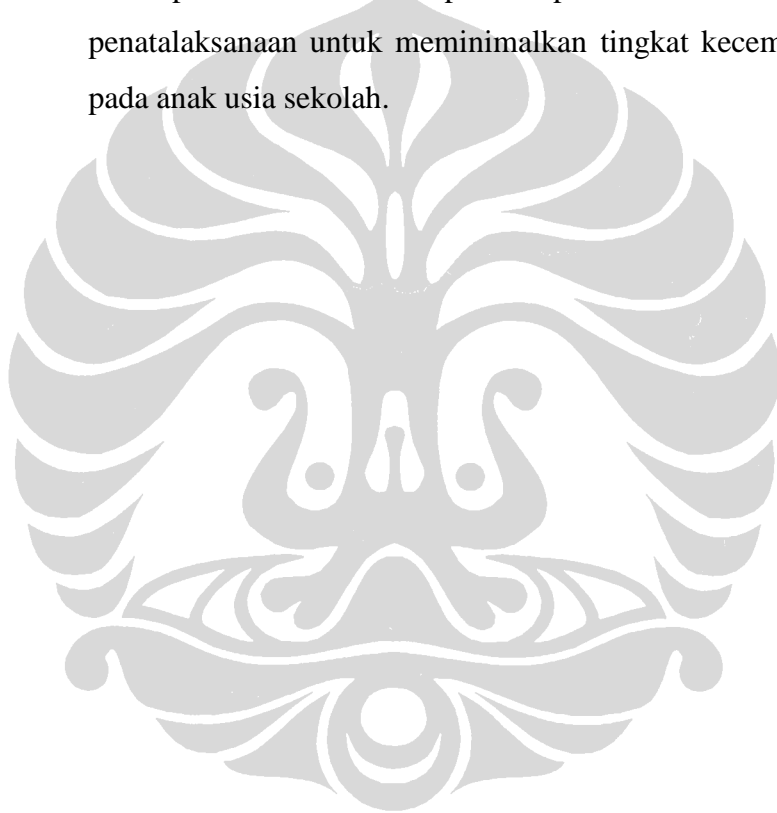 penatalaksanaan untuk meminimalkan tingkat kecem
pada anak usia sekolah.